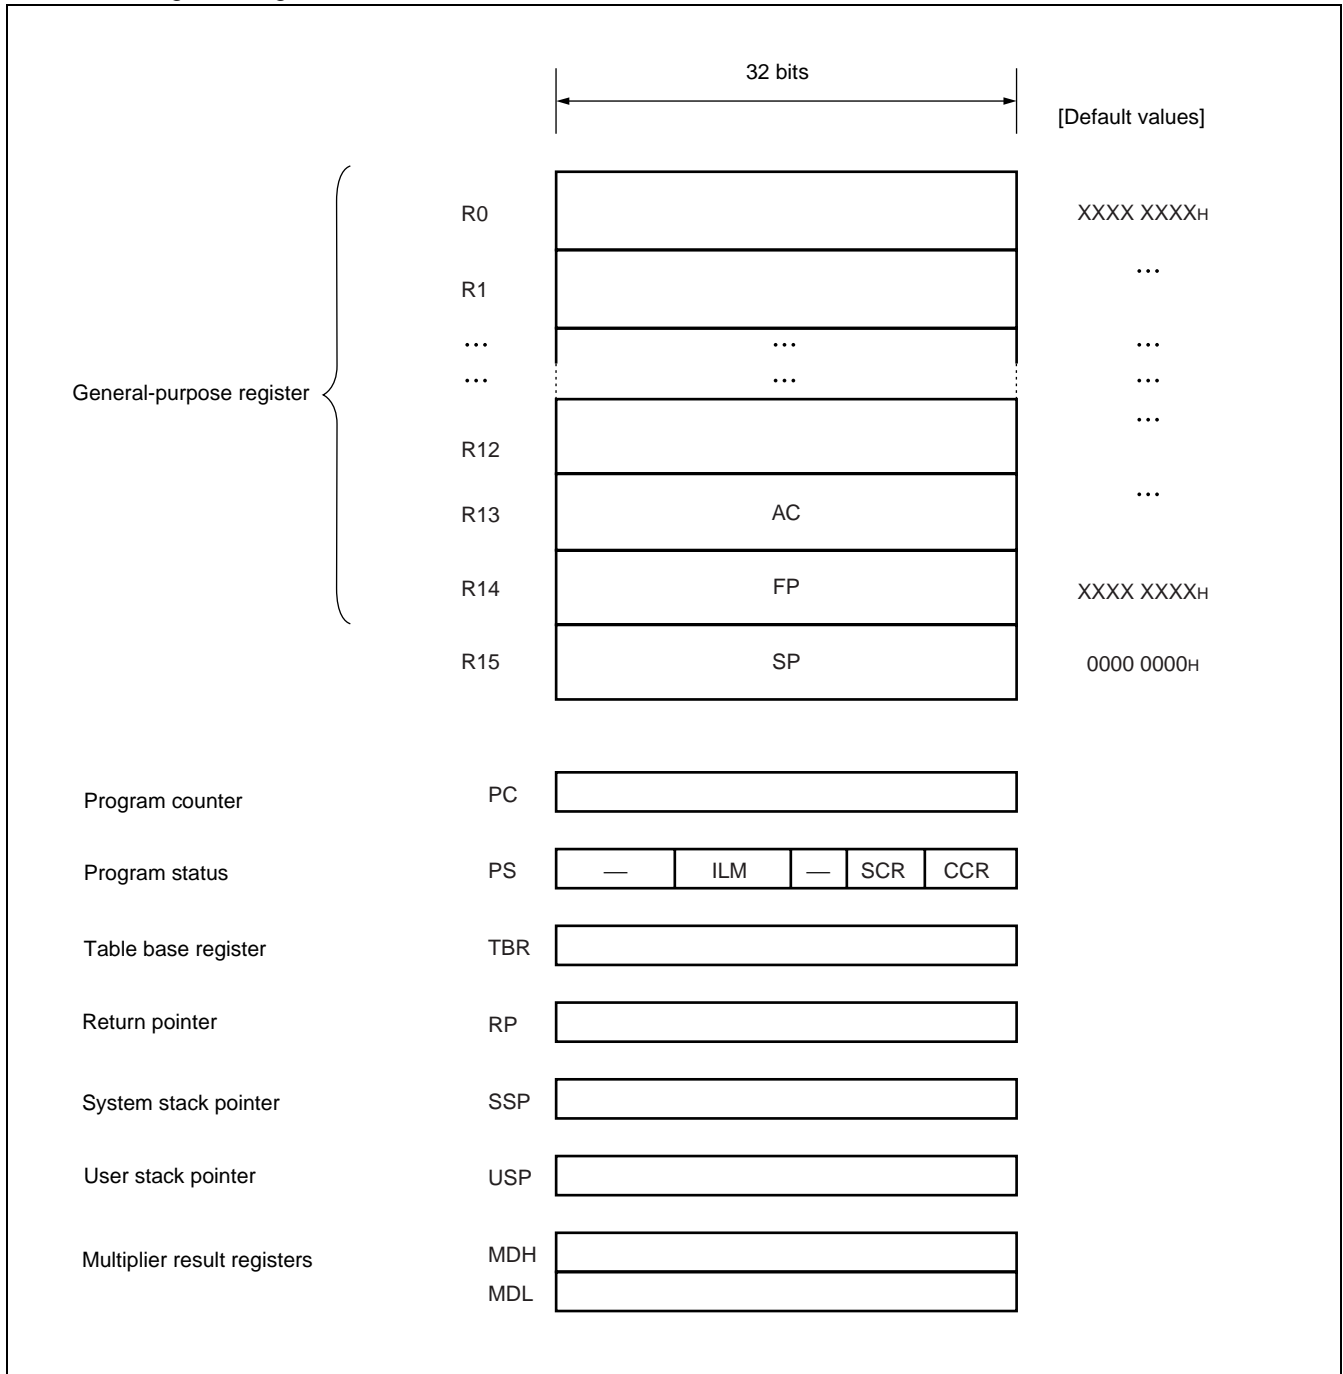 32 bits
[Default values]
R0 XXXX XXXXH
R1 ...
... ... ...
... ... ...
General-purpose register
R12 ...
R13 AC ...
R14 FP XXXX XXXXH
R15 SP 0000 0000H
Program counter PC
Program status PS — ILM — SCR CCR
Table base register TBR
Return pointer RP
System stack pointer SSP
User stack pointer USP
Multiplier result registers MDH
MDL